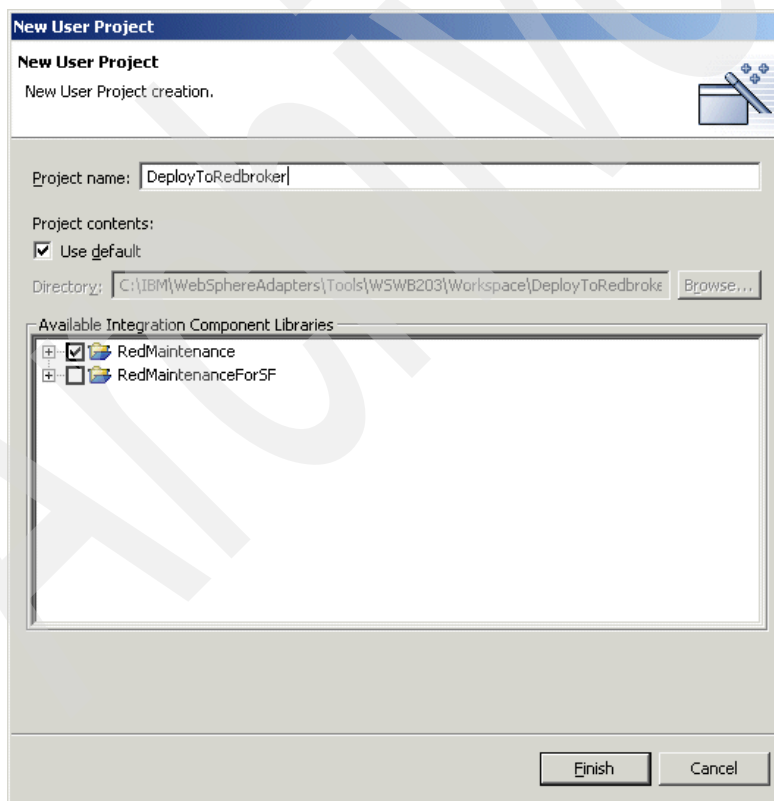 New User Project
New User Project
New User Project creation.
Project name: DeployToRedbroker
Project contents:
Use default
Directory: C:\IBM\WebSphereAdapters\Tools\WSWB203\Workspace\DeployToRedbroke Browse...
Available Integration Component Libraries
RedMaintenance
RedMaintenanceForSF
Finish Cancel